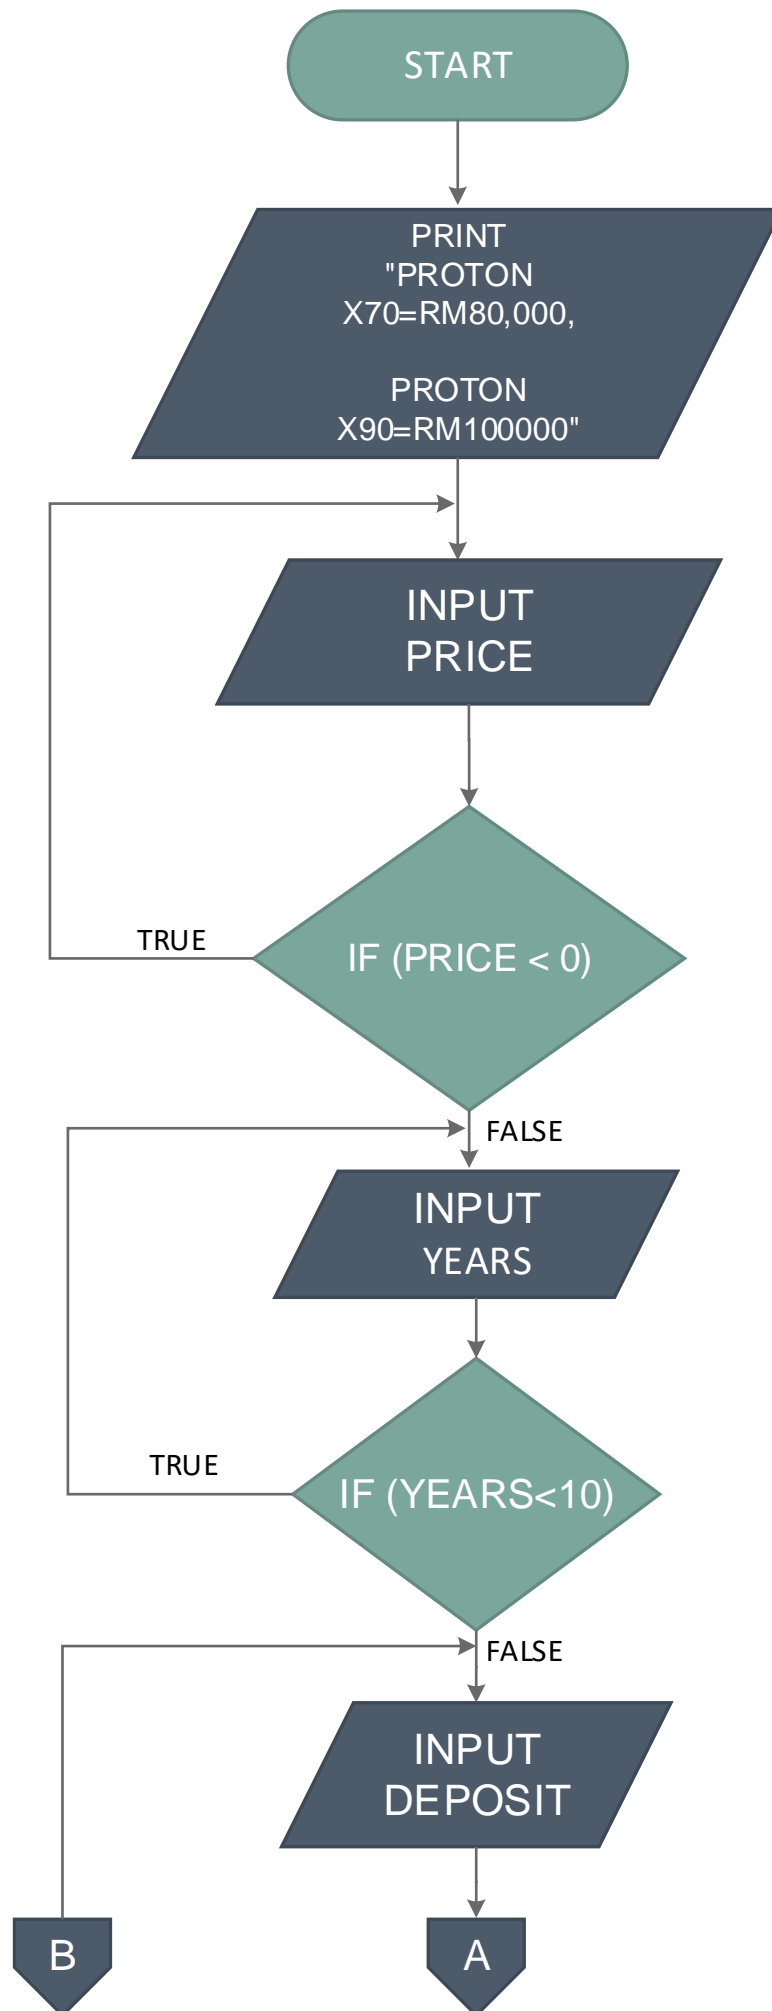 START
PRINT
"PROTON
X70=RM80,000,
PROTON
X90=RM100000"
INPUT
PRICE
TRUE
IF (PRICE < 0)
FALSE
INPUT
YEARS
TRUE
IF (YEARS<10)
FALSE
INPUT
DEPOSIT
B
A